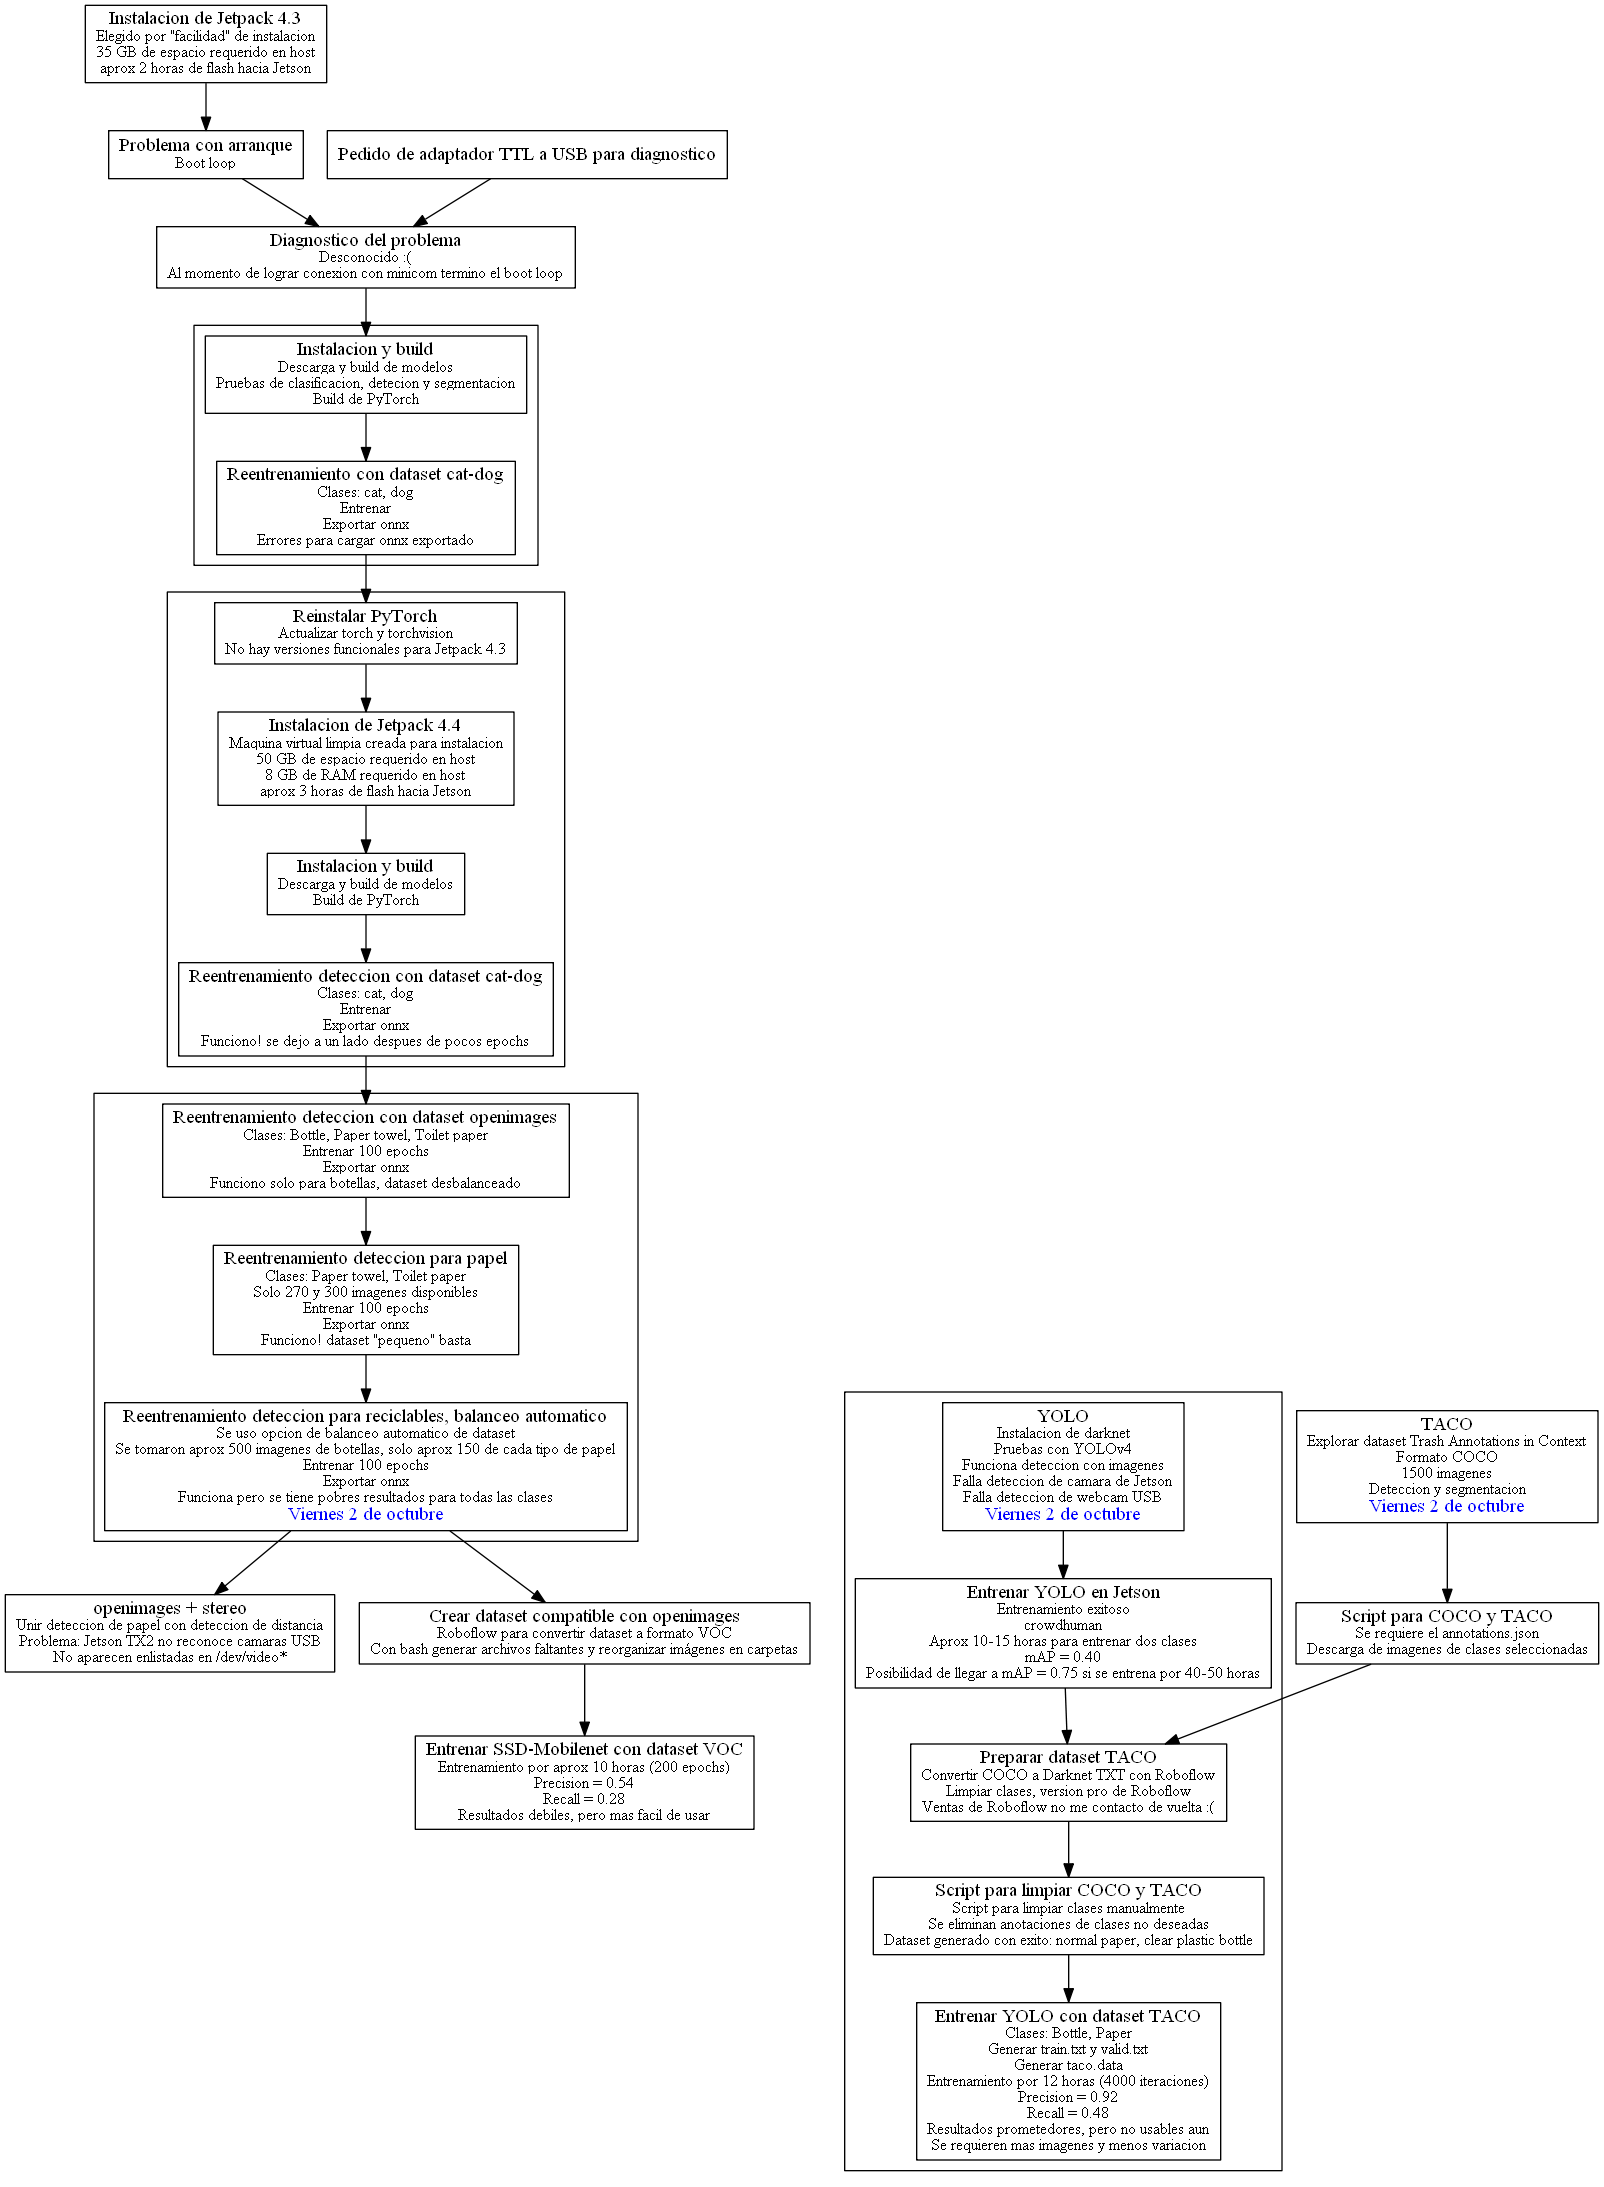 Instalacion de Jetpack 4.3
Elegido por "facilidad" de instalacion
35 GB de espacio requerido en host
aprox 2 horas de flash hacia Jetson
Problema con arranque
Boot loop
Pedido de adaptador TTL a USB para diagnostico
Diagnostico del problema
Desconocido :(
Al momento de lograr conexion con minicom termino el boot loop
Instalacion y build
Descarga y build de modelos
Pruebas de clasificacion, detecion y segmentacion
Build de PyTorch
Reentrenamiento con dataset cat-dog
Clases: cat, dog
Entrenar
Exportar onnx
Errores para cargar onnx exportado
Reinstalar PyTorch
Actualizar torch y torchvision
No hay versiones funcionales para Jetpack 4.3
Instalacion de Jetpack 4.4
Maquina virtual limpia creada para instalacion
50 GB de espacio requerido en host
8 GB de RAM requerido en host
aprox 3 horas de flash hacia Jetson
Instalacion y build
Descarga y build de modelos
Build de PyTorch
Reentrenamiento deteccion con dataset cat-dog
Clases: cat, dog
Entrenar
Exportar onnx
Funciono! se dejo a un lado despues de pocos epochs
Reentrenamiento deteccion con dataset openimages
Clases: Bottle, Paper towel, Toilet paper
Entrenar 100 epochs
Exportar onnx
Funciono solo para botellas, dataset desbalanceado
Reentrenamiento deteccion para papel
Clases: Paper towel, Toilet paper
Solo 270 y 300 imagenes disponibles
Entrenar 100 epochs
Exportar onnx
Funciono! dataset "pequeno" basta
Reentrenamiento deteccion para reciclables, balanceo automatico
Se uso opcion de balanceo automatico de dataset
Se tomaron aprox 500 imagenes de botellas, solo aprox 150 de cada tipo de papel
Entrenar 100 epochs
Exportar onnx
Funciona pero se tiene pobres resultados para todas las clases
Viernes 2 de octubre
openimages + stereo
Unir deteccion de papel con deteccion de distancia
Problema: Jetson TX2 no reconoce camaras USB
No aparecen enlistadas en /dev/video*
Crear dataset compatible con openimages
Roboflow para convertir dataset a formato VOC
Con bash generar archivos faltantes y reorganizar imágenes en carpetas
Entrenar SSD-Mobilenet con dataset VOC
Entrenamiento por aprox 10 horas (200 epochs)
Precision = 0.54
Recall = 0.28
Resultados debiles, pero mas facil de usar
YOLO
Instalacion de darknet
Pruebas con YOLOv4
Funciona deteccion con imagenes
Falla deteccion de camara de Jetson
Falla deteccion de webcam USB
Viernes 2 de octubre
TACO
Explorar dataset Trash Annotations in Context
Formato COCO
1500 imagenes
Deteccion y segmentacion
Viernes 2 de octubre
Entrenar YOLO en Jetson
Entrenamiento exitoso
crowdhuman
Aprox 10-15 horas para entrenar dos clases
mAP = 0.40
Posibilidad de llegar a mAP = 0.75 si se entrena por 40-50 horas
Script para COCO y TACO
Se requiere el annotations.json
Descarga de imagenes de clases seleccionadas
Preparar dataset TACO
Convertir COCO a Darknet TXT con Roboflow
Limpiar clases, version pro de Roboflow
Ventas de Roboflow no me contacto de vuelta :(
Script para limpiar COCO y TACO
Script para limpiar clases manualmente
Se eliminan anotaciones de clases no deseadas
Dataset generado con exito: normal paper, clear plastic bottle
Entrenar YOLO con dataset TACO
Clases: Bottle, Paper
Generar train.txt y valid.txt
Generar taco.data
Entrenamiento por 12 horas (4000 iteraciones)
Precision = 0.92
Recall = 0.48
Resultados prometedores, pero no usables aun
Se requieren mas imagenes y menos variacion